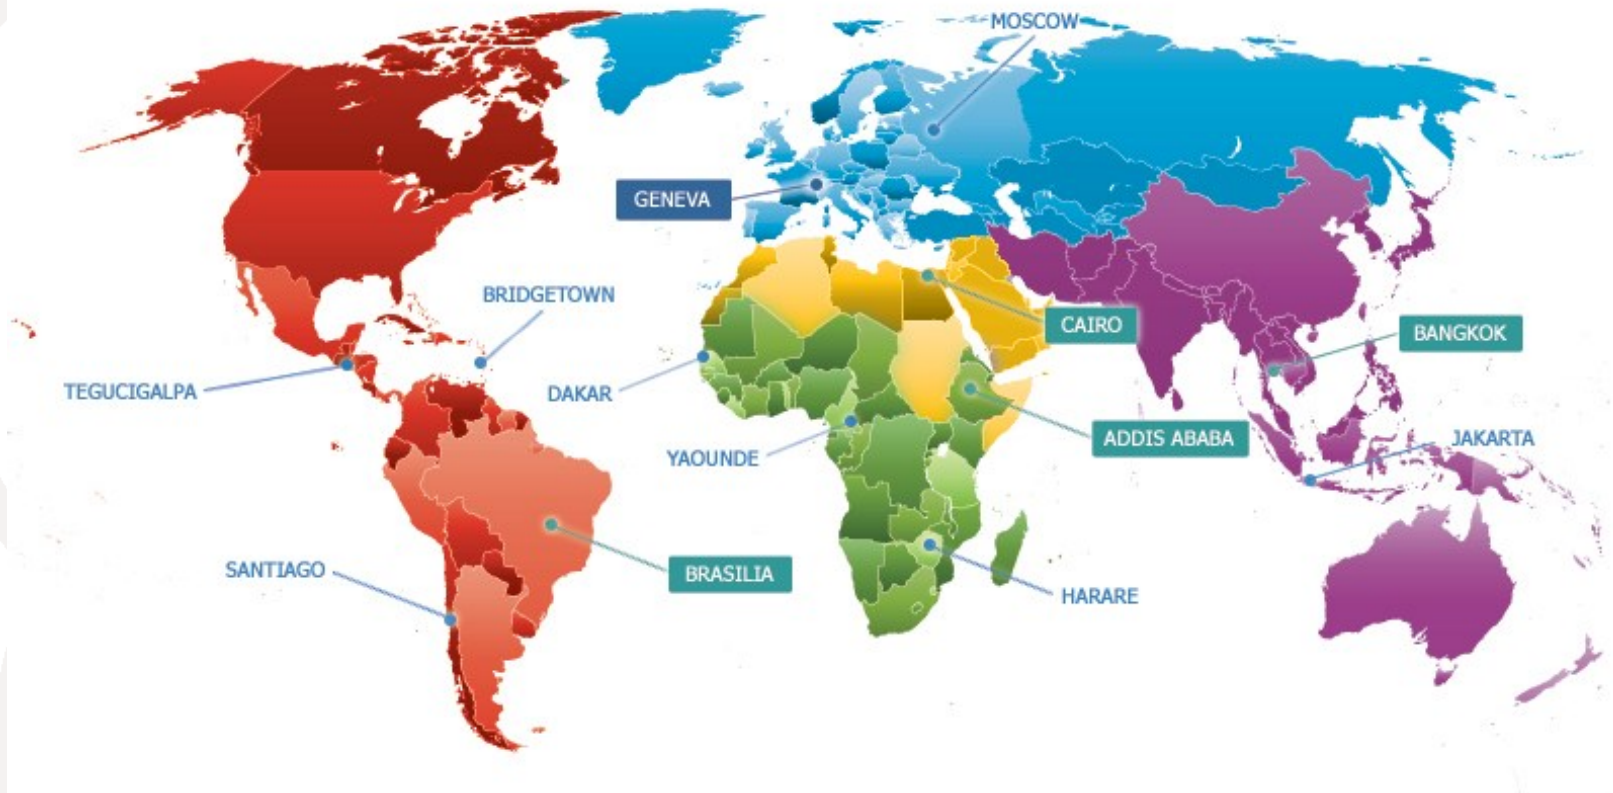 MOSCOW
GENEVA
BRIDGETOWN
CAIRO
BANGKOK
TEGUCIGALPA
DAKAR
ADDIS ABABA
JAKARTA
YAOUNDE
SANTIAGO
BRASILIA
HARARE